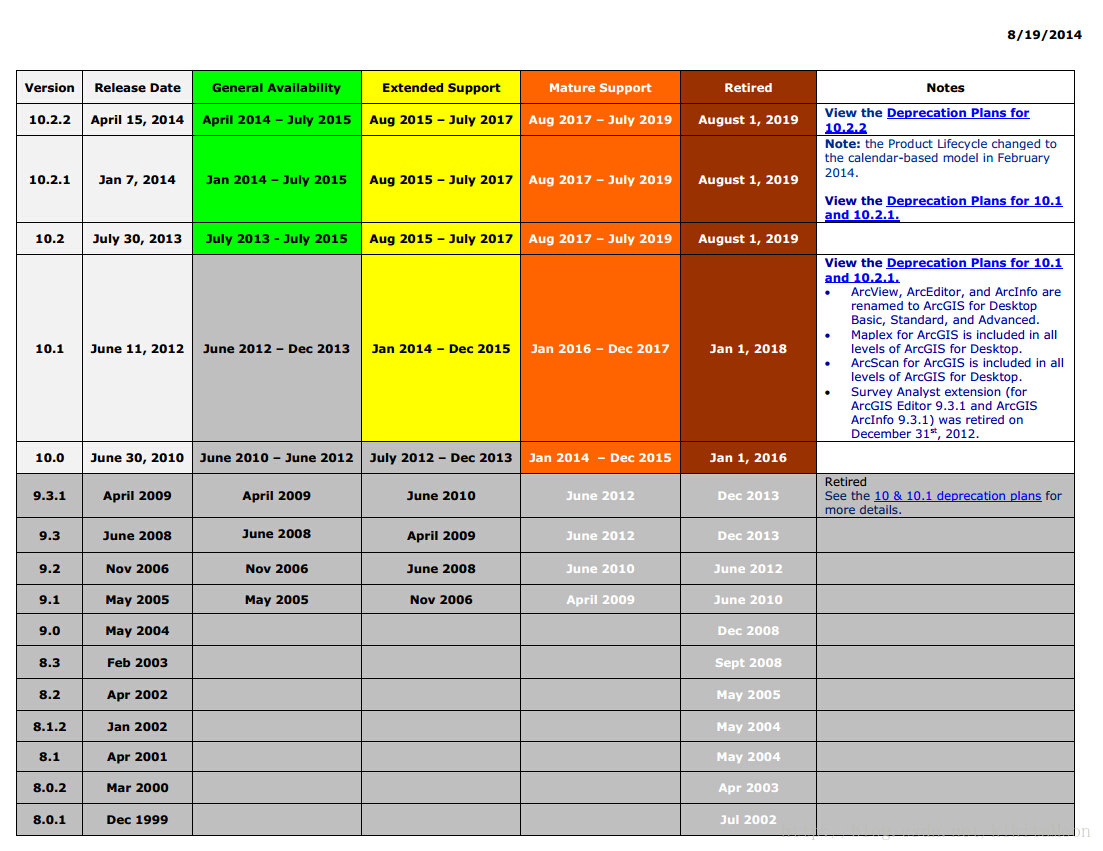 8/19/2014
Version Release Date General Availability Extended Support Mature Support Retired Notes
10.2.2 April 15, 2014 April 2014 – July 2015 Aug 2015 – July 2017 Aug 2017 – July 2019 August 1, 2019 View the Deprecation Plans for
10.2.2
10.2.1 Jan 7, 2014 Jan 2014 – July 2015 Aug 2015 – July 2017 Aug 2017 – July 2019 August 1, 2019 Note: the Product Lifecycle changed to
the calendar-based model in February
2014.
View the Deprecation Plans for 10.1
and 10.2.1.
10.2 July 30, 2013 July 2013 - July 2015 Aug 2015 – July 2017 Aug 2017 – July 2019 August 1, 2019
10.1 June 11, 2012 June 2012 – Dec 2013 Jan 2014 – Dec 2015 Jan 2016 – Dec 2017 Jan 1, 2018 View the Deprecation Plans for 10.1
and 10.2.1.
• ArcView, ArcEditor, and ArcInfo are
renamed to ArcGIS for Desktop
Basic, Standard, and Advanced.
• Maplex for ArcGIS is included in all
levels of ArcGIS for Desktop.
• ArcScan for ArcGIS is included in all
levels of ArcGIS for Desktop.
• Survey Analyst extension (for
ArcGIS Editor 9.3.1 and ArcGIS
ArcInfo 9.3.1) was retired on
December 31st, 2012.
10.0 June 30, 2010 June 2010 – June 2012 July 2012 – Dec 2013 Jan 2014 – Dec 2015 Jan 1, 2016
9.3.1 April 2009 April 2009 June 2010 June 2012 Dec 2013 Retired
See the 10 & 10.1 deprecation plans for
more details.
9.3 June 2008 June 2008 April 2009 June 2012 Dec 2013
9.2 Nov 2006 Nov 2006 June 2008 June 2010 June 2012
9.1 May 2005 May 2005 Nov 2006 April 2009 June 2010
9.0 May 2004 Dec 2008
8.3 Feb 2003 Sept 2008
8.2 Apr 2002 May 2005
8.1.2 Jan 2002 May 2004
8.1 Apr 2001 May 2004
8.0.2 Mar 2000 Apr 2003
8.0.1 Dec 1999 Jul 2002